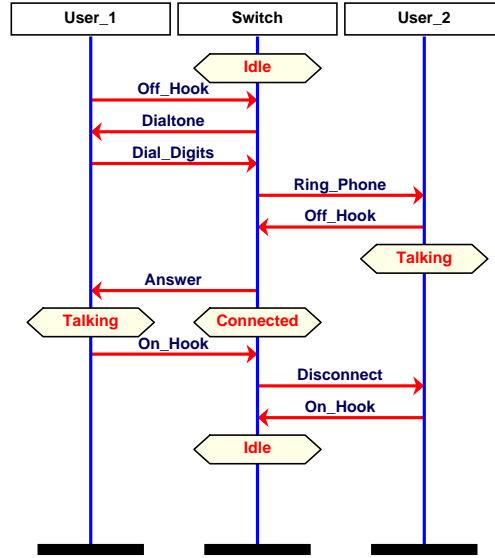 User_1
Switch
User_2
Idle
Off_Hook
Dialtone
Dial_Digits
Ring_Phone
Off_Hook
Talking
Answer
Talking
Connected
On_Hook
Disconnect
On_Hook
Idle